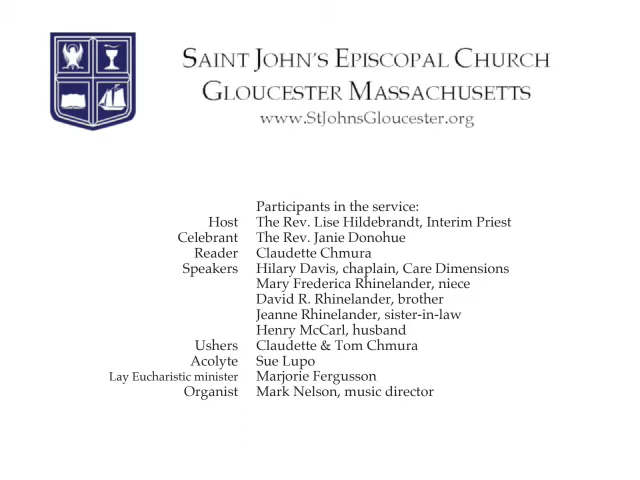 SAINT JOHN'S EPISCOPAL CHURCH
GLOUCESTER MASSACHUSETTS
www.StJohnsGloucester.org
Participants in the service:
Host The Rev. Lise Hildebrandt, Interim Priest
Celebrant The Rev. Janie Donohue
Reader Claudette Chmura
Speakers Hilary Davis, chaplain, Care Dimensions
Mary Frederica Rhinelander, niece
David R. Rhinelander, brother
Jeanne Rhinelander, sister-in-law
Henry McCarl, husband
Ushers Claudette & Tom Chmura
Acolyte Sue Lupo
Lay Eucharistic minister Marjorie Fergusson
Organist Mark Nelson, music director